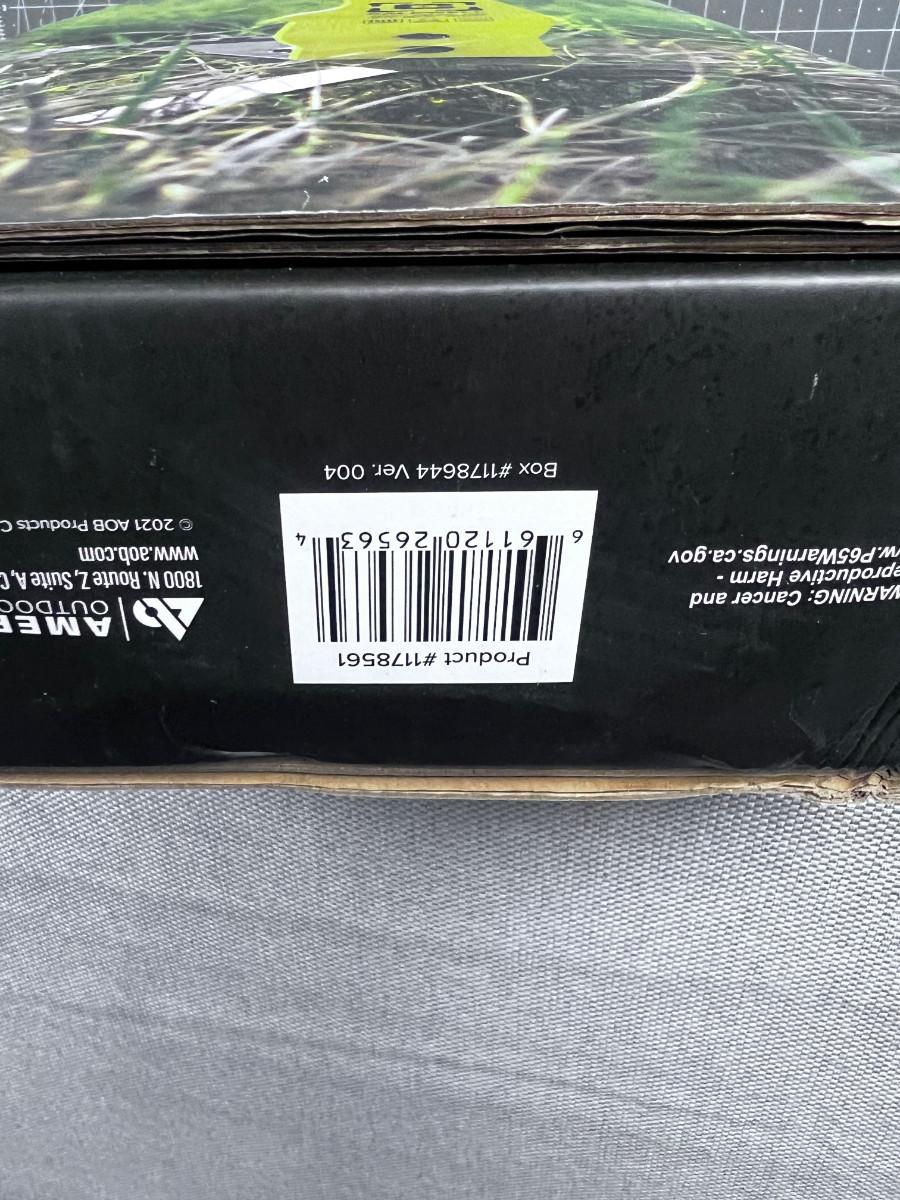 WARNING: Cancer and
eproductive Harm -
w.P65Warnings.ca.gov
Product #1178561
6 61120 26563 4
Box #1178644 Ver. 004
AMER
OUTDOO
1800 N. Route Z, Suite A, C
www.aob.com
© 2021 AOB Products C